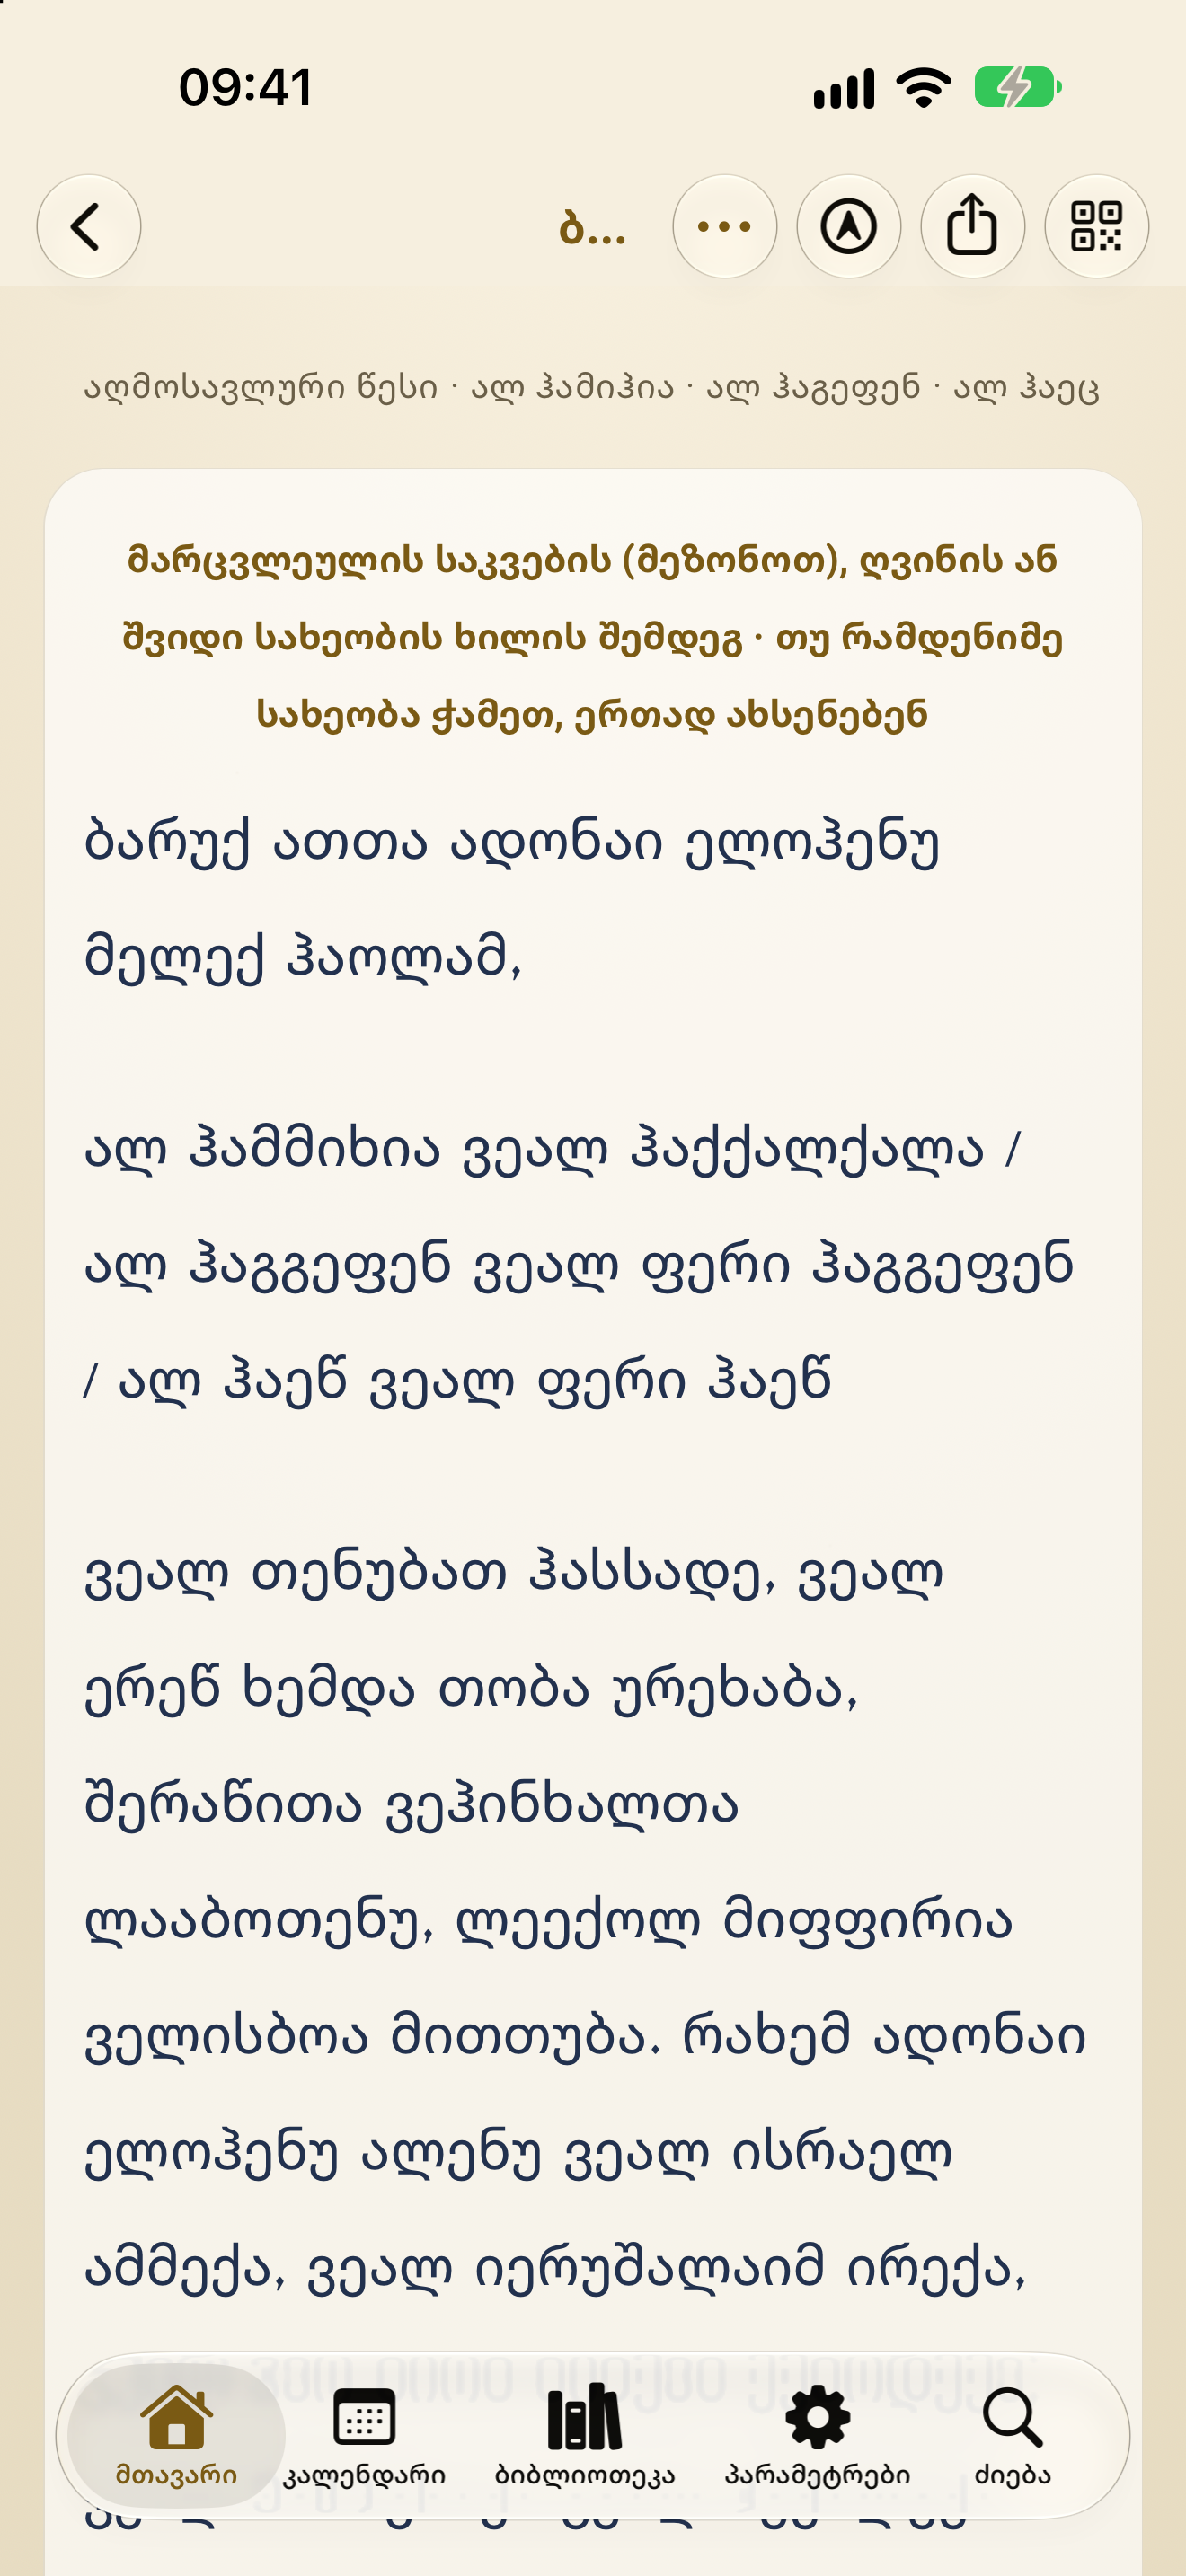 09:41
ბ...
აღმოსავლური წესი · ალ ჰამიჰია · ალ ჰაგეფენ · ალ ჰაეც
მარცვლეულის საკვების (მეზონოთ), ღვინის ან
შვიდი სახეობის ხილის შემდეგ · თუ რამდენიმე
სახეობა ჭამეთ, ერთად ახსენებენ
ბარუქ ათთა ადონაი ელოჰენუ
მელექ ჰაოლამ,
ალ ჰამმიხია ვეალ ჰაქქალქალა /
ალ ჰაგგეფენ ვეალ ფერი ჰაგგეფენ
/ ალ ჰაეწ ვეალ ფერი ჰაეწ
ვეალ თენუბათ ჰასსადე, ვეალ
ერეწ ხემდა თობა ურეხაბა,
შერაწითა ვეჰინხალთა
ლააბოთენუ, ლეექოლ მიფფირია
ველისბოა მითთუბა. რახემ ადონაი
ელოჰენუ ალენუ ვეალ ისრაელ
ამმექა, ვეალ იერუშალაიმ ირექა,
მთავარი კალენდარი ბიბლიოთეკა პარამეტრები ძიება